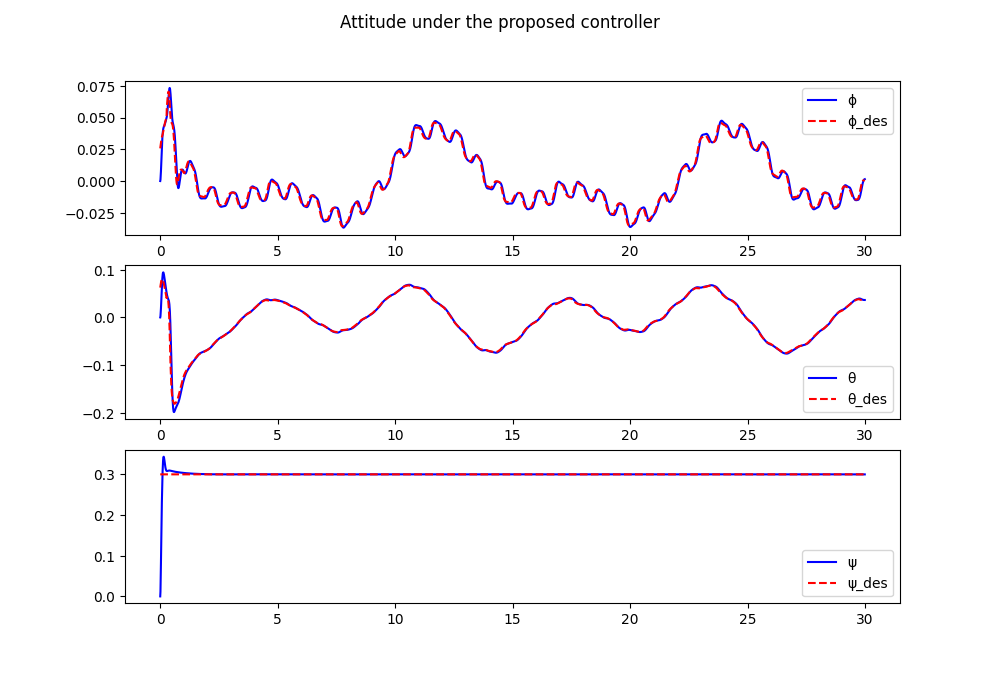 Attitude under the proposed controller
0.075
0.050
0.025
0.000
−0.025
ϕ
ϕ_des
0 5 10 15 20 25 30
0.1
0.0
−0.1
−0.2
θ
θ_des
0 5 10 15 20 25 30
0.3
0.2
0.1
0.0
ψ
ψ_des
0 5 10 15 20 25 30